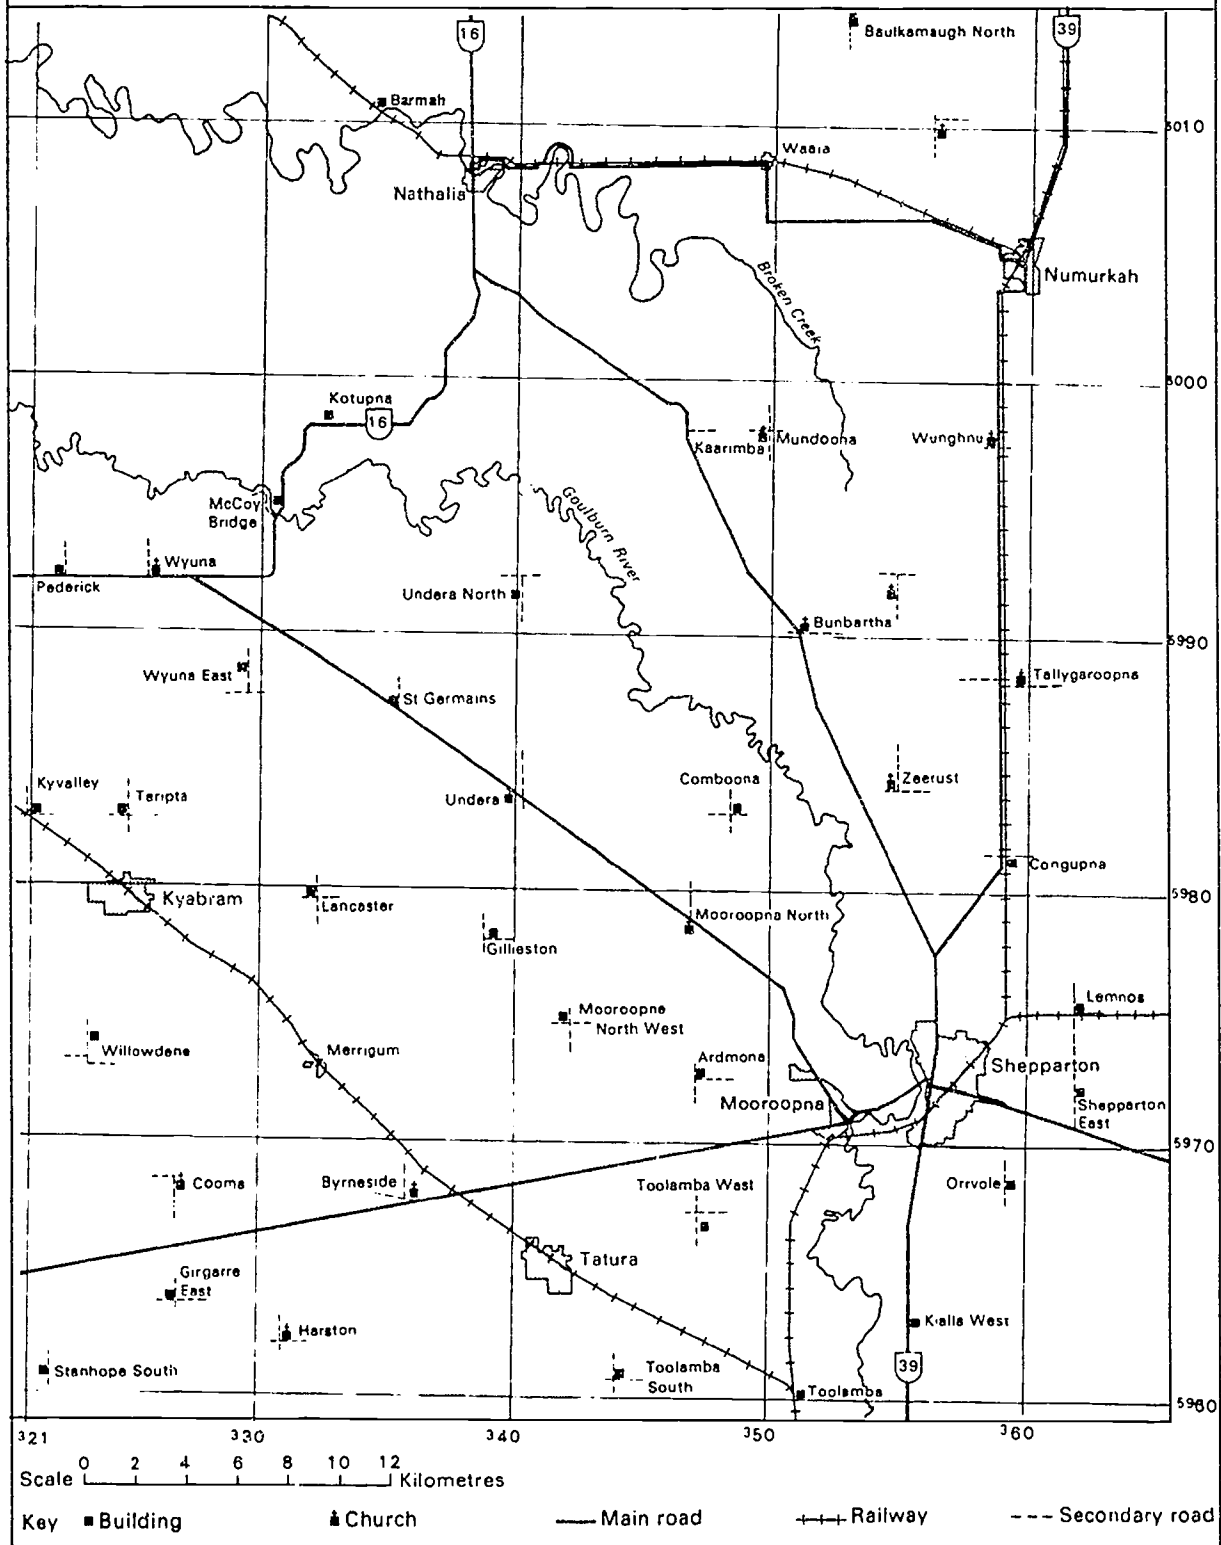 16
39
Baulkamaugh North
Barmah
6010
Waaia
Nathalia
Numurkah
Broken Creek
6000
Kotupna
16
Kaarimba
Mundoona
Wunghnu
McCoy
Bridge
Goulburn River
Pederick
Wyuna
Undera North
Bunbartha
5990
Wyuna East
St Germains
Tallygaroopna
Kyvalley
Teripta
Undera
Comboona
Zeerust
Congupna
Kyabram
Lancaster
Mooroopna North
5980
Gillieston
Mooroopna
North West
Lemnos
Willowdene
Merrigum
Ardmona
Shepparton
Mooroopna
Shepparton
East
5970
Cooma
Byrneside
Toolamba West
Orrvole
Tatura
Girgarre
East
Harston
Kialla West
Stanhope South
Toolamba
South
39
Toolamba
5960
321
330
340
350
360
Scale 0 2 4 6 8 10 12 Kilometres
Key Building Church Main road Railway Secondary road